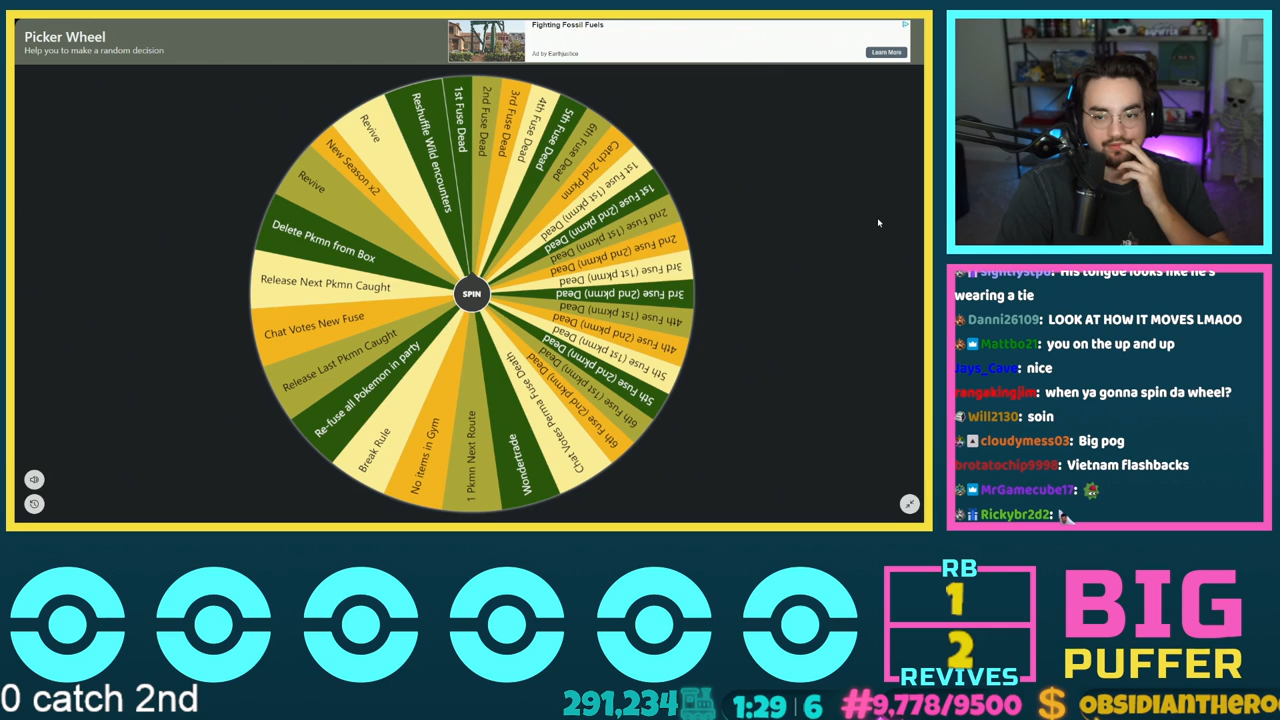 Picker Wheel
Help you to make a random decision
Fighting Fossil Fuels
Ad by Earthjustice
Learn More
1st Fuse Dead
2nd Fuse Dead
3rd Fuse Dead
4th Fuse Dead
5th Fuse Dead
6th Fuse Dead
Catch 2nd Pkmn
1st Fuse (1st pkmn) Dead
1st Fuse (2nd pkmn) Dead
2nd Fuse (1st pkmn) Dead
2nd Fuse (2nd pkmn) Dead
3rd Fuse (1st pkmn) Dead
3rd Fuse (2nd pkmn) Dead
4th Fuse (1st pkmn) Dead
4th Fuse (2nd pkmn) Dead
5th Fuse (1st pkmn) Dead
5th Fuse (2nd pkmn) Dead
6th Fuse (1st pkmn) Dead
6th Fuse (2nd pkmn) Dead
Chat Votes Perma Fuse Death
Wondertrade
1 Pkmn Next Route
No items in Gym
Break Rule
Re-fuse all Pokemon in party
Release Last Pkmn Caught
Chat Votes New Fuse
Release Next Pkmn Caught
Delete Pkmn from Box
Revive
New Season x2
Revive
Reshuffle Wild encounters
SPIN
His tongue looks like he's
wearing a tie
Danni26109: LOOK AT HOW IT MOVES LMAOO
Mattbo21: you on the up and up
Jays_Cave: nice
rangakingjim: when ya gonna spin da wheel?
Will2130: soin
cloudymess03: Big pog
brotatochip9998: Vietnam flashbacks
MrGamecube17:
Rickybr2d2:
RB
1
2
REVIVES
BIG
PUFFER
0 catch 2nd
291,234
1:29 | 6
#9,778/9500
$ OBSIDIANTHERO